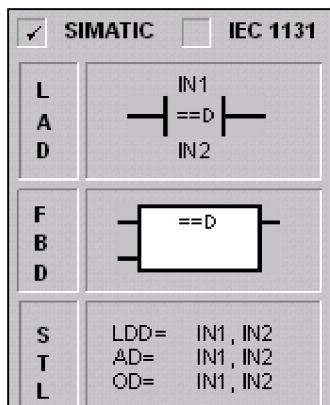 ✓ SIMATIC IEC 1131
L
A
D
IN1
==D
IN2
F
B
D
==D
S
T
L
LDD= IN1, IN2
AD= IN1, IN2
OD= IN1, IN2